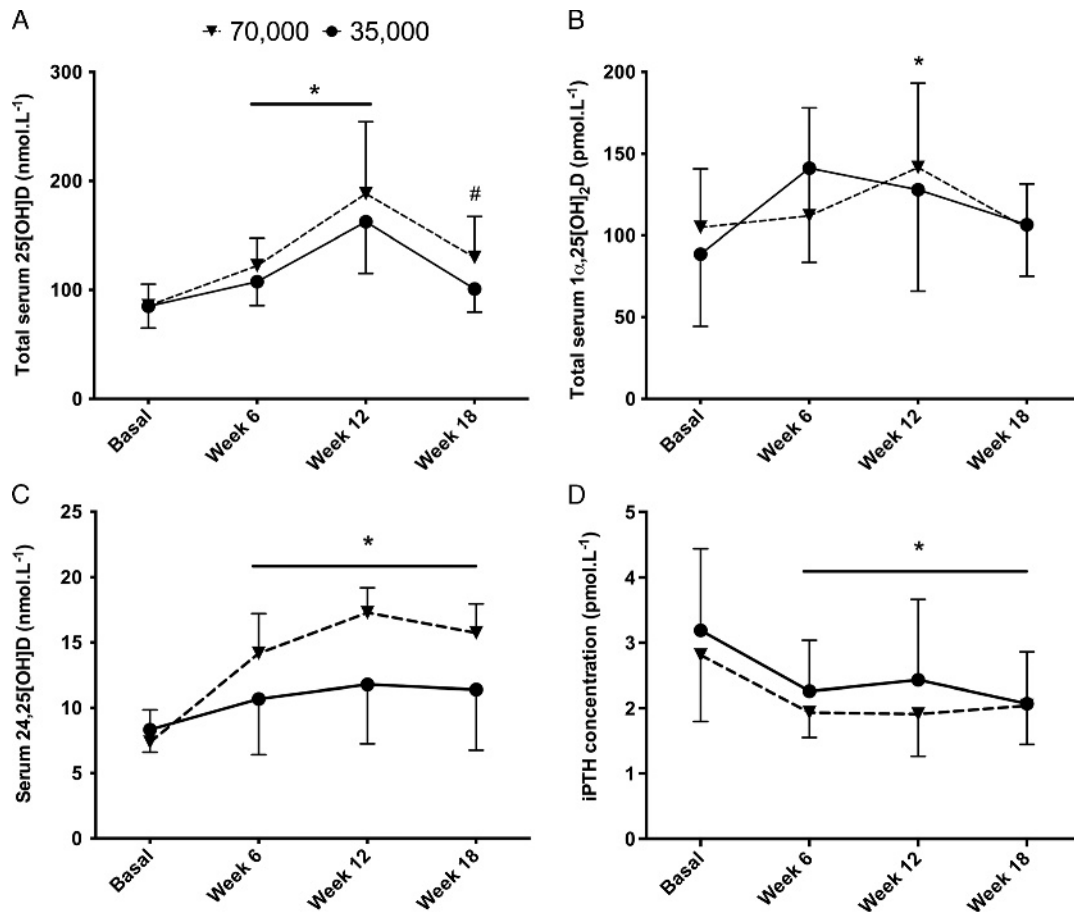 A
70,000 35,000
Total serum 25[OH]D (nmol.L⁻¹)
300
200
100
0
*
#
Basal
Week 6
Week 12
Week 18
B
Total serum 1α,25[OH]₂D (pmol.L⁻¹)
200
150
100
50
0
*
Basal
Week 6
Week 12
Week 18
C
Serum 24,25[OH]D (nmol.L⁻¹)
25
20
15
10
5
0
*
Basal
Week 6
Week 12
Week 18
D
iPTH concentration (pmol.L⁻¹)
5
4
3
2
1
0
*
Basal
Week 6
Week 12
Week 18